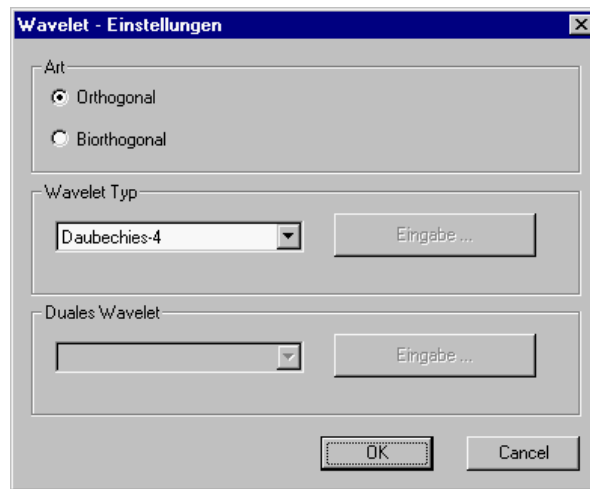 Wavelet - Einstellungen
Art
Orthogonal
Biorthogonal
Wavelet Typ
Daubechies-4
Eingabe ...
Duales Wavelet
Eingabe ...
OK Cancel